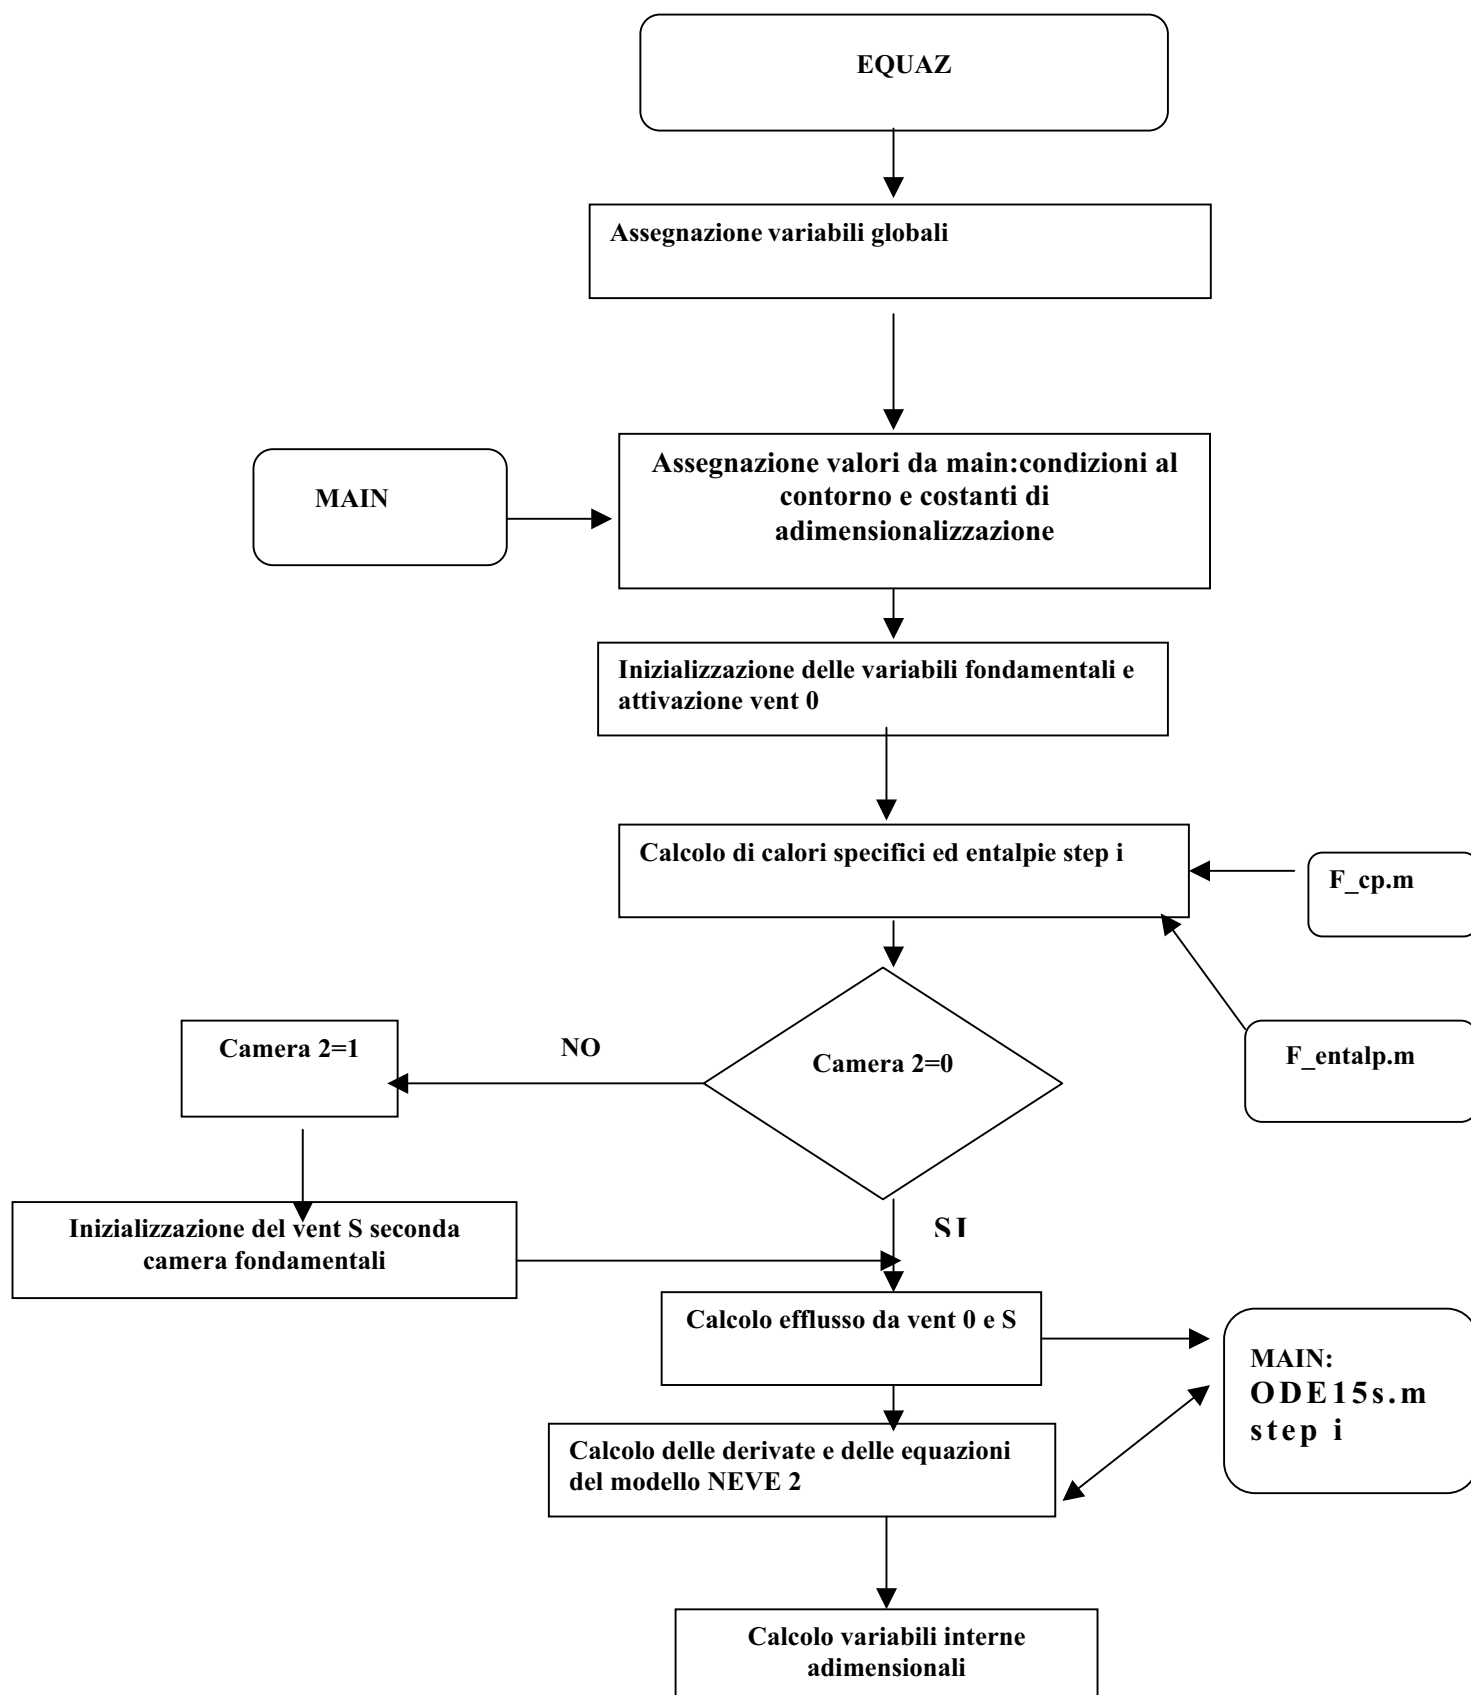 EQUAZ
Assegnazione variabili globali
MAIN
Assegnazione valori da main:condizioni al
contorno e costanti di
adimensionalizzazione
Inizializzazione delle variabili fondamentali e
attivazione vent 0
Calcolo di calori specifici ed entalpie step i
F_cp.m
F_entalp.m
Camera 2=0
NO
Camera 2=1
SI
Inizializzazione del vent S seconda
camera fondamentali
Calcolo efflusso da vent 0 e S
MAIN:
ODE15s.m
step i
Calcolo delle derivate e delle equazioni
del modello NEVE 2
Calcolo variabili interne
adimensionali